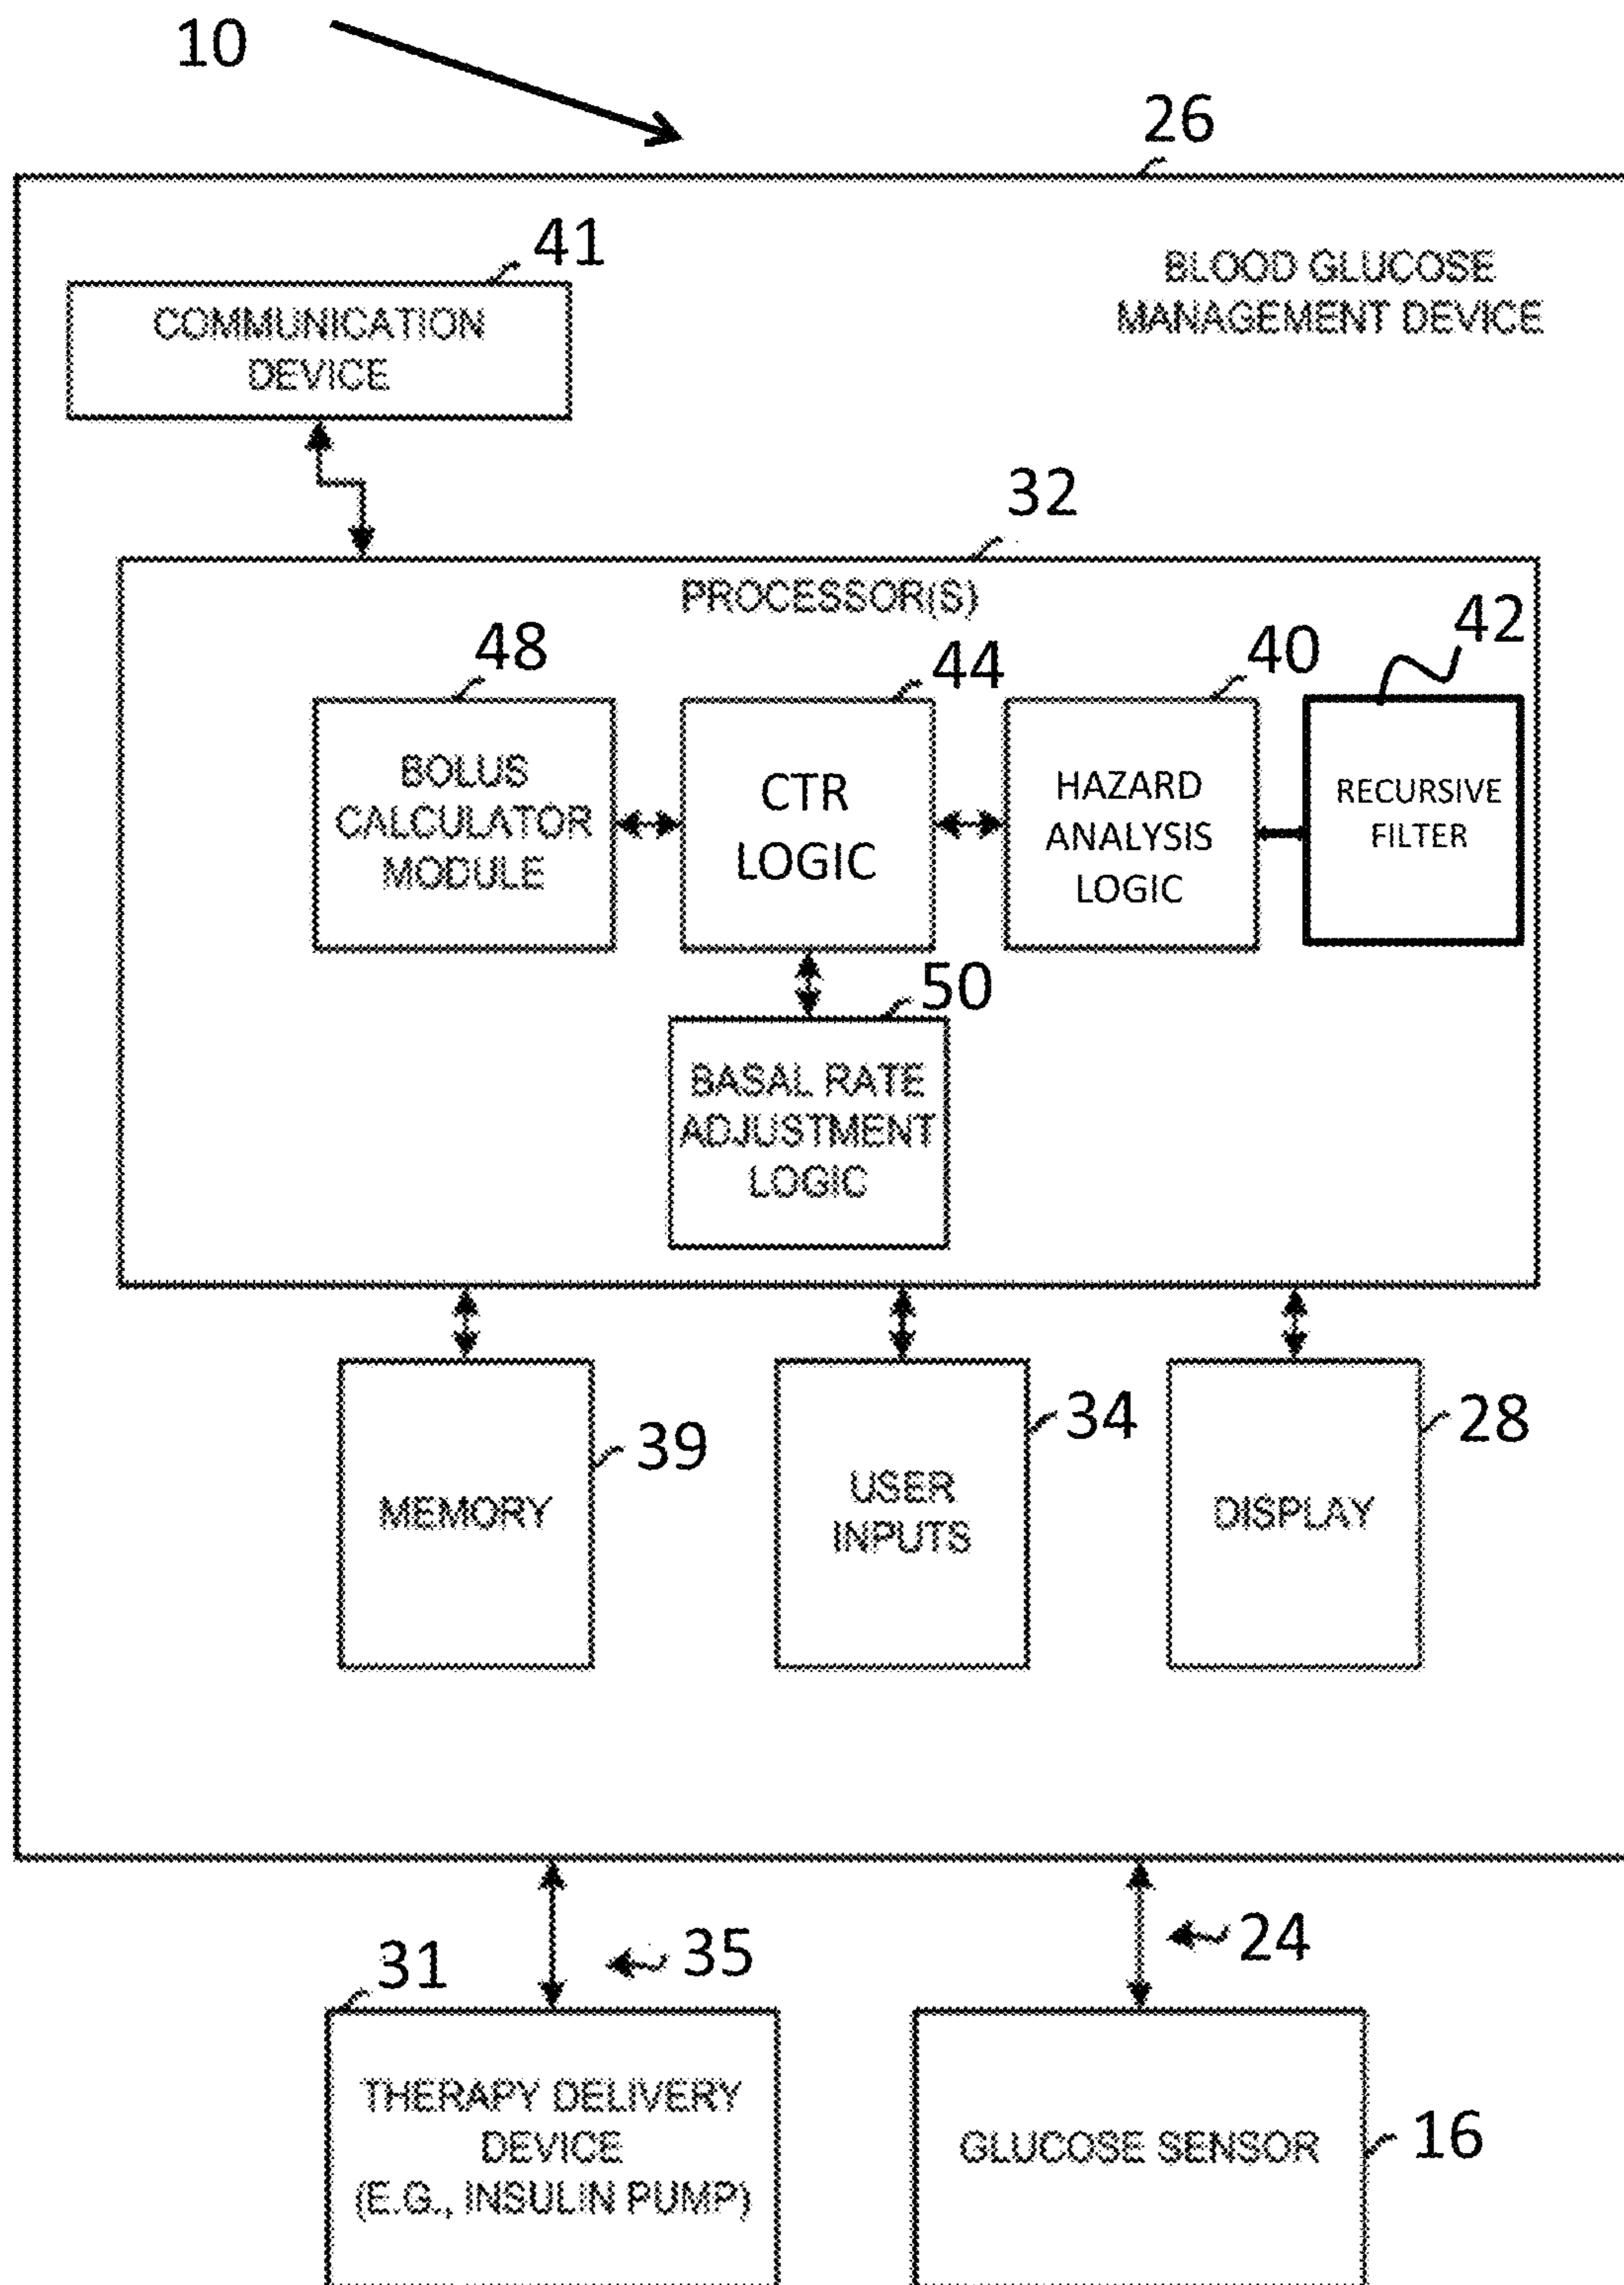 10
26
41
BLOOD GLUCOSE
MANAGEMENT DEVICE
COMMUNICATION
DEVICE
32
PROCESSOR(S)
48
44
40
42
BOLUS
CALCULATOR
MODULE
CTR
LOGIC
HAZARD
ANALYSIS
LOGIC
RECURSIVE
FILTER
50
BASAL RATE
ADJUSTMENT
LOGIC
MEMORY
39
USER
INPUTS
34
DISPLAY
28
31
35
24
THERAPY DELIVERY
DEVICE
(E.G., INSULIN PUMP)
GLUCOSE SENSOR
16